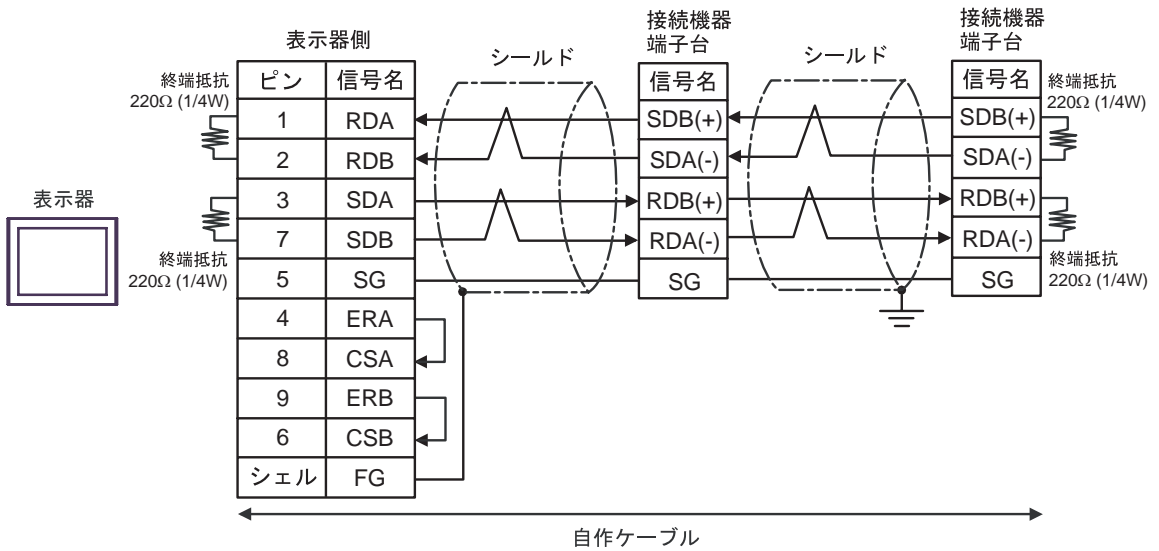 表示器側
シールド
接続機器
端子台
シールド
接続機器
端子台
終端抵抗
220Ω (1/4W)
ピン 信号名
信号名
信号名
終端抵抗
220Ω (1/4W)
1 RDA
SDB(+)
SDB(+)
2 RDB
SDA(-)
SDA(-)
表示器
3 SDA
RDB(+)
RDB(+)
7 SDB
RDA(-)
RDA(-)
終端抵抗
220Ω (1/4W)
5 SG
SG
SG
終端抵抗
220Ω (1/4W)
4 ERA
8 CSA
9 ERB
6 CSB
シェル FG
自作ケーブル